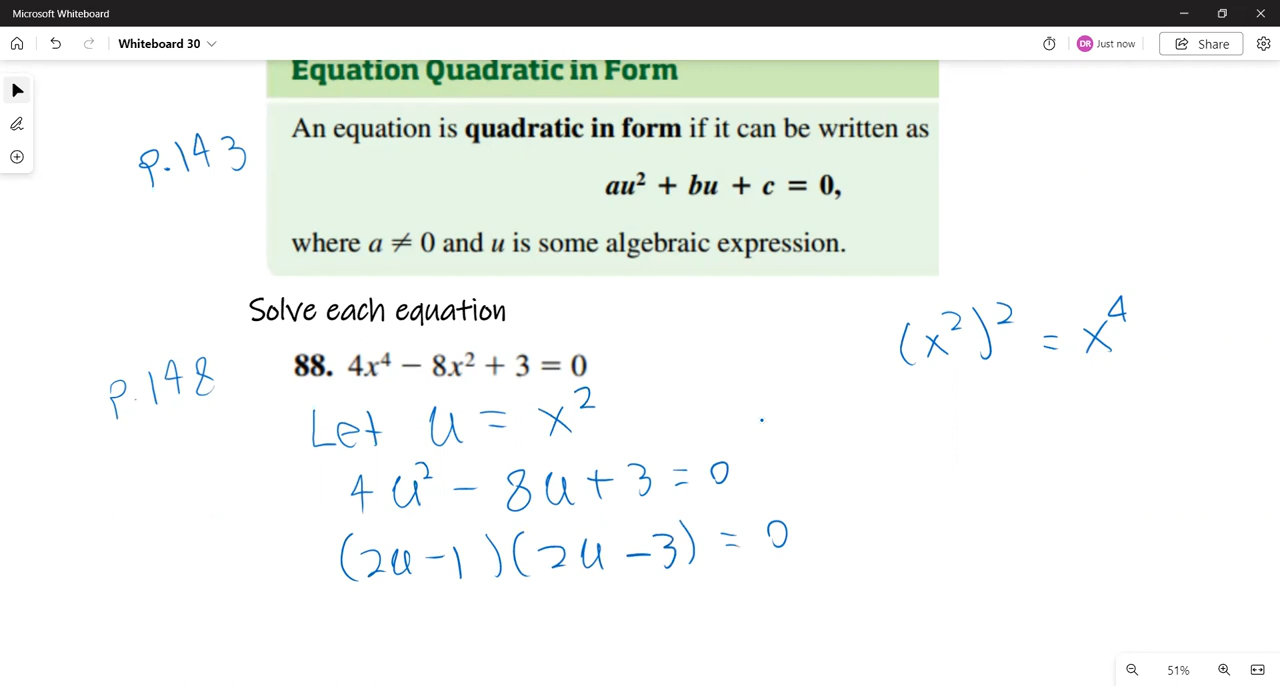 Microsoft Whiteboard
Whiteboard 30
DR Just now
Share
Equation Quadratic in Form
An equation is quadratic in form if it can be written as
au² + bu + c = 0,
where a ≠ 0 and u is some algebraic expression.
p.143
Solve each equation
(x²)² = x⁴
88. 4x⁴ − 8x² + 3 = 0
p.148
Let u = x²
4u² − 8u + 3 = 0
(2u − 1)(2u − 3) = 0
51%